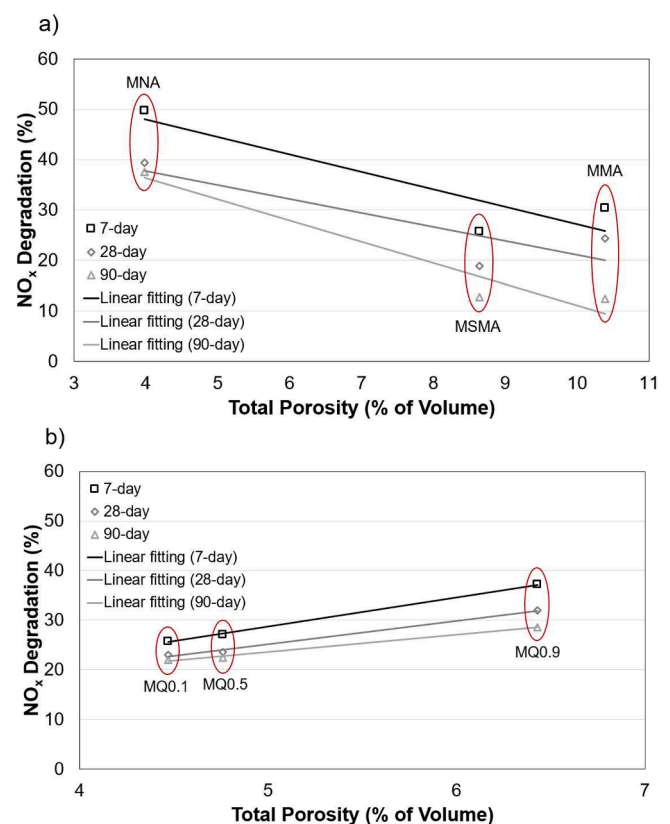 a)
60
50
40
30
20
10
0
NOx Degradation (%)
MNA
MMA
MSMA
7-day
28-day
90-day
Linear fitting (7-day)
Linear fitting (28-day)
Linear fitting (90-day)
3 4 5 6 7 8 9 10 11
Total Porosity (% of Volume)
b)
60
50
40
30
20
10
0
NOx Degradation (%)
7-day
28-day
90-day
Linear fitting (7-day)
Linear fitting (28-day)
Linear fitting (90-day)
MQ0.1
MQ0.5
MQ0.9
4 5 6 7
Total Porosity (% of Volume)